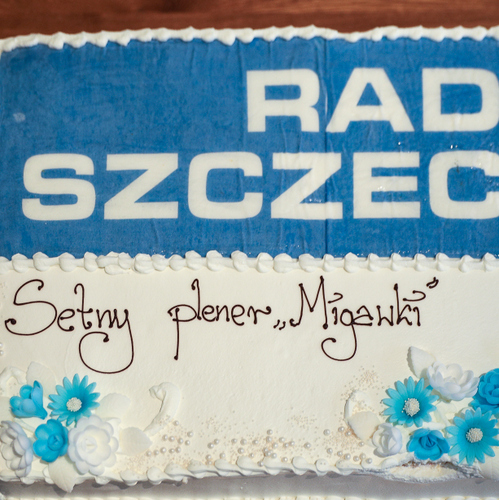 RAD
SZCZEC
Setny plener „Migawki”